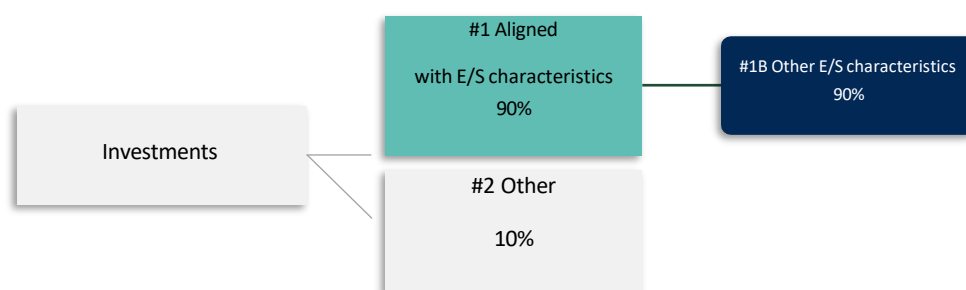 Investments
#1 Aligned
with E/S characteristics
90%
#1B Other E/S characteristics
90%
#2 Other
10%